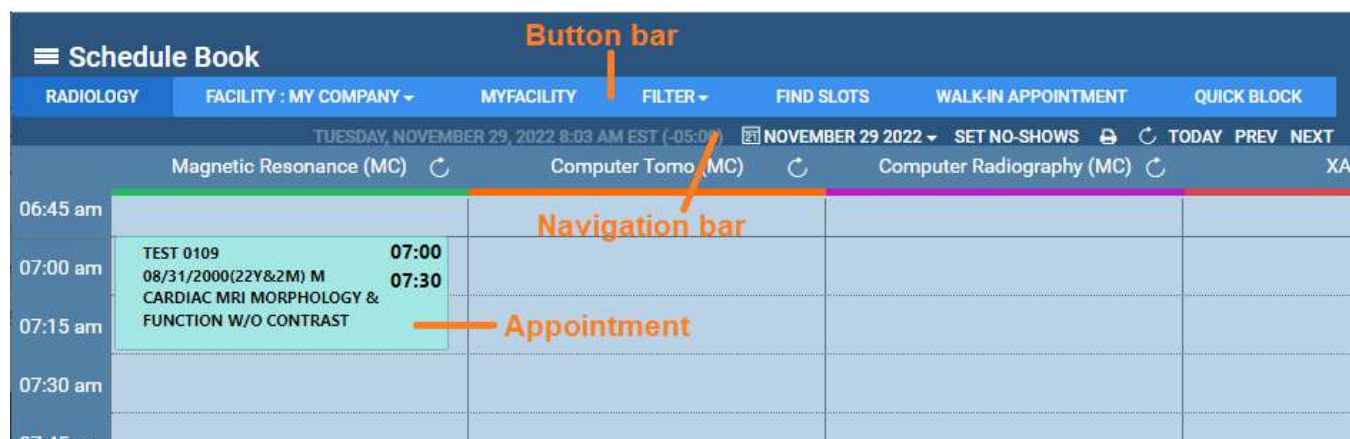 Button bar
Schedule Book
RADIOLOGY FACILITY : MY COMPANY MYFACILITY FILTER FIND SLOTS WALK-IN APPOINTMENT QUICK BLOCK
TUESDAY, NOVEMBER 29, 2022 8:03 AM EST (-05:00) 21 NOVEMBER 29 2022 SET NO-SHOWS TODAY PREV NEXT
Magnetic Resonance (MC) Computer Tomo (MC) Computer Radiography (MC) XA
06:45 am
Navigation bar
07:00 am
TEST 0109 07:00
08/31/2000(22Y&2M) M 07:30
CARDIAC MRI MORPHOLOGY &
FUNCTION W/O CONTRAST
07:15 am
Appointment
07:30 am